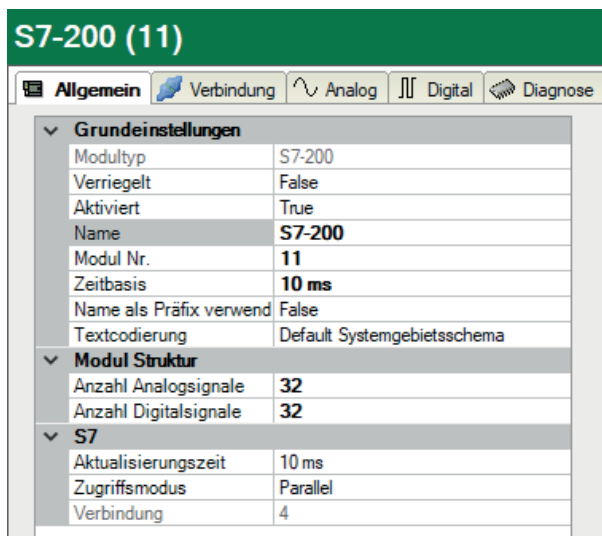 S7-200 (11)
Allgemein Verbindung Analog Digital Diagnose
Grundeinstellungen
Modultyp S7-200
Verriegelt False
Aktiviert True
Name S7-200
Modul Nr. 11
Zeitbasis 10 ms
Name als Präfix verwend False
Textcodierung Default Systemgebietsschema
Modul Struktur
Anzahl Analogsignale 32
Anzahl Digitalsignale 32
S7
Aktualisierungszeit 10 ms
Zugriffsmodus Parallel
Verbindung 4